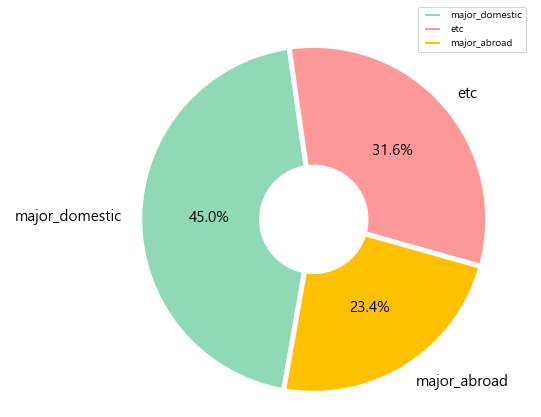 major_domestic
etc
major_abroad
etc
31.6%
major_domestic
45.0%
23.4%
major_abroad